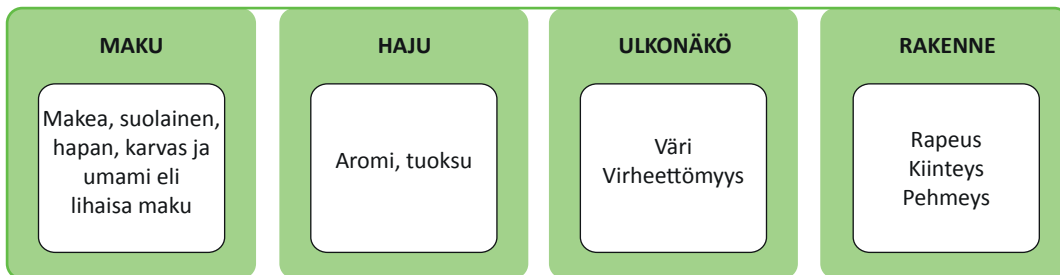 MAKU
Makea, suolainen,
hapan, karvas ja
umami eli
lihaisa maku
HAJU
Aromi, tuoksu
ULKONÄKÖ
Väri
Virheettömyys
RAKENNE
Rapeus
Kiinteys
Pehmeys